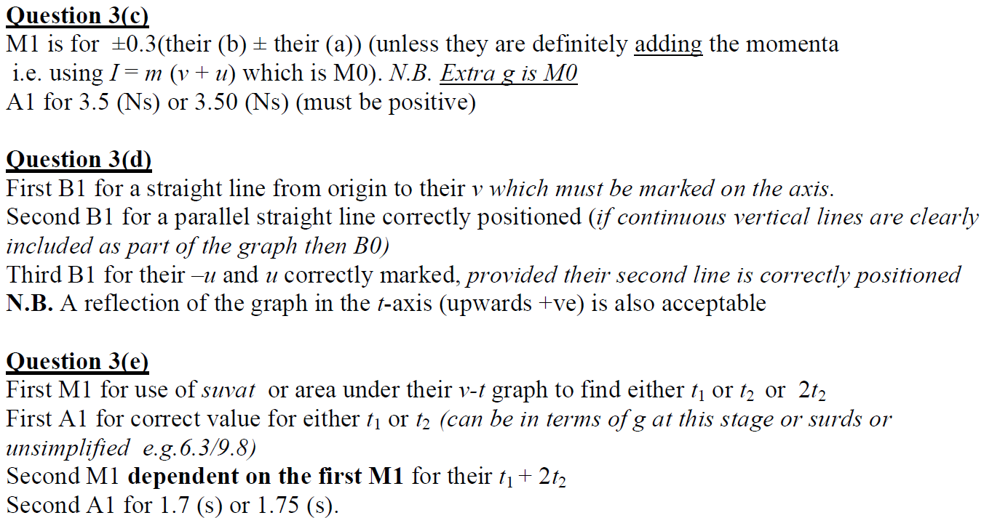 Question 3(c)
M1 is for ±0.3(their (b) ± their (a)) (unless they are definitely adding the momenta
i.e. using I = m (v + u) which is M0). N.B. Extra g is M0
A1 for 3.5 (Ns) or 3.50 (Ns) (must be positive)
Question 3(d)
First B1 for a straight line from origin to their v which must be marked on the axis.
Second B1 for a parallel straight line correctly positioned (if continuous vertical lines are clearly
included as part of the graph then B0)
Third B1 for their –u and u correctly marked, provided their second line is correctly positioned
N.B. A reflection of the graph in the t-axis (upwards +ve) is also acceptable
Question 3(e)
First M1 for use of suvat or area under their v-t graph to find either t₁ or t₂ or 2t₂
First A1 for correct value for either t₁ or t₂ (can be in terms of g at this stage or surds or
unsimplified e.g.6.3/9.8)
Second M1 dependent on the first M1 for their t₁ + 2t₂
Second A1 for 1.7 (s) or 1.75 (s).